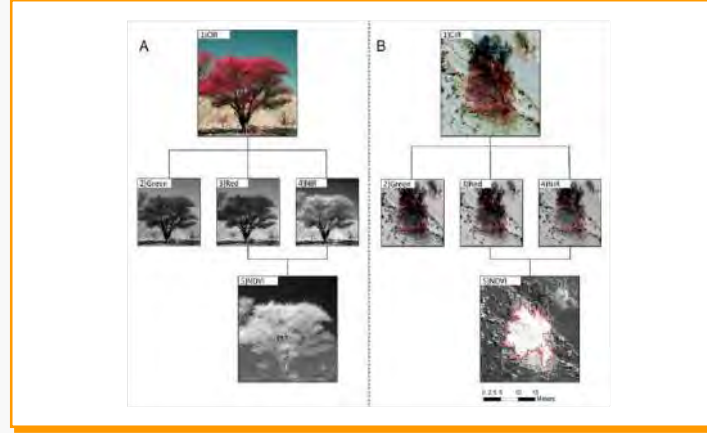 A
1)CIR
2)Green
3)Red
4)NIR
5)NDVI
B
1)CIR
2)Green
3)Red
4)NIR
5)NDVI
Meters